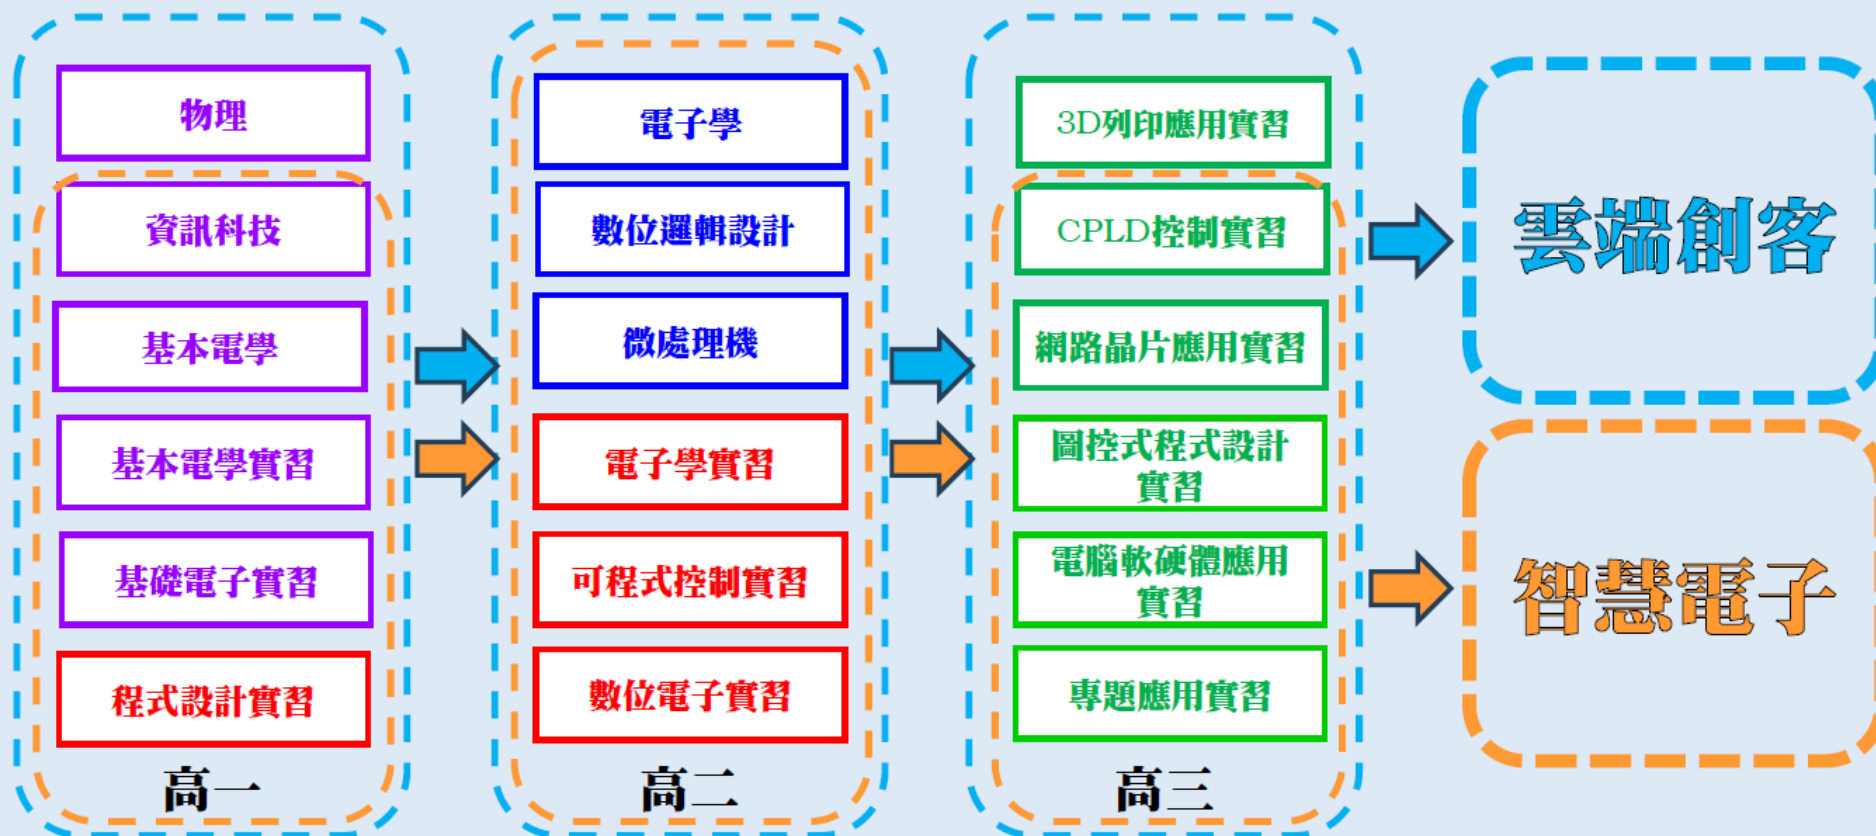 物理
資訊科技
基本電學
基本電學實習
基礎電子實習
程式設計實習
高一
電子學
數位邏輯設計
微處理機
電子學實習
可程式控制實習
數位電子實習
高二
3D列印應用實習
CPLD控制實習
網路晶片應用實習
圖控式程式設計
實習
電腦軟硬體應用
實習
專題應用實習
高三
雲端創客
智慧電子